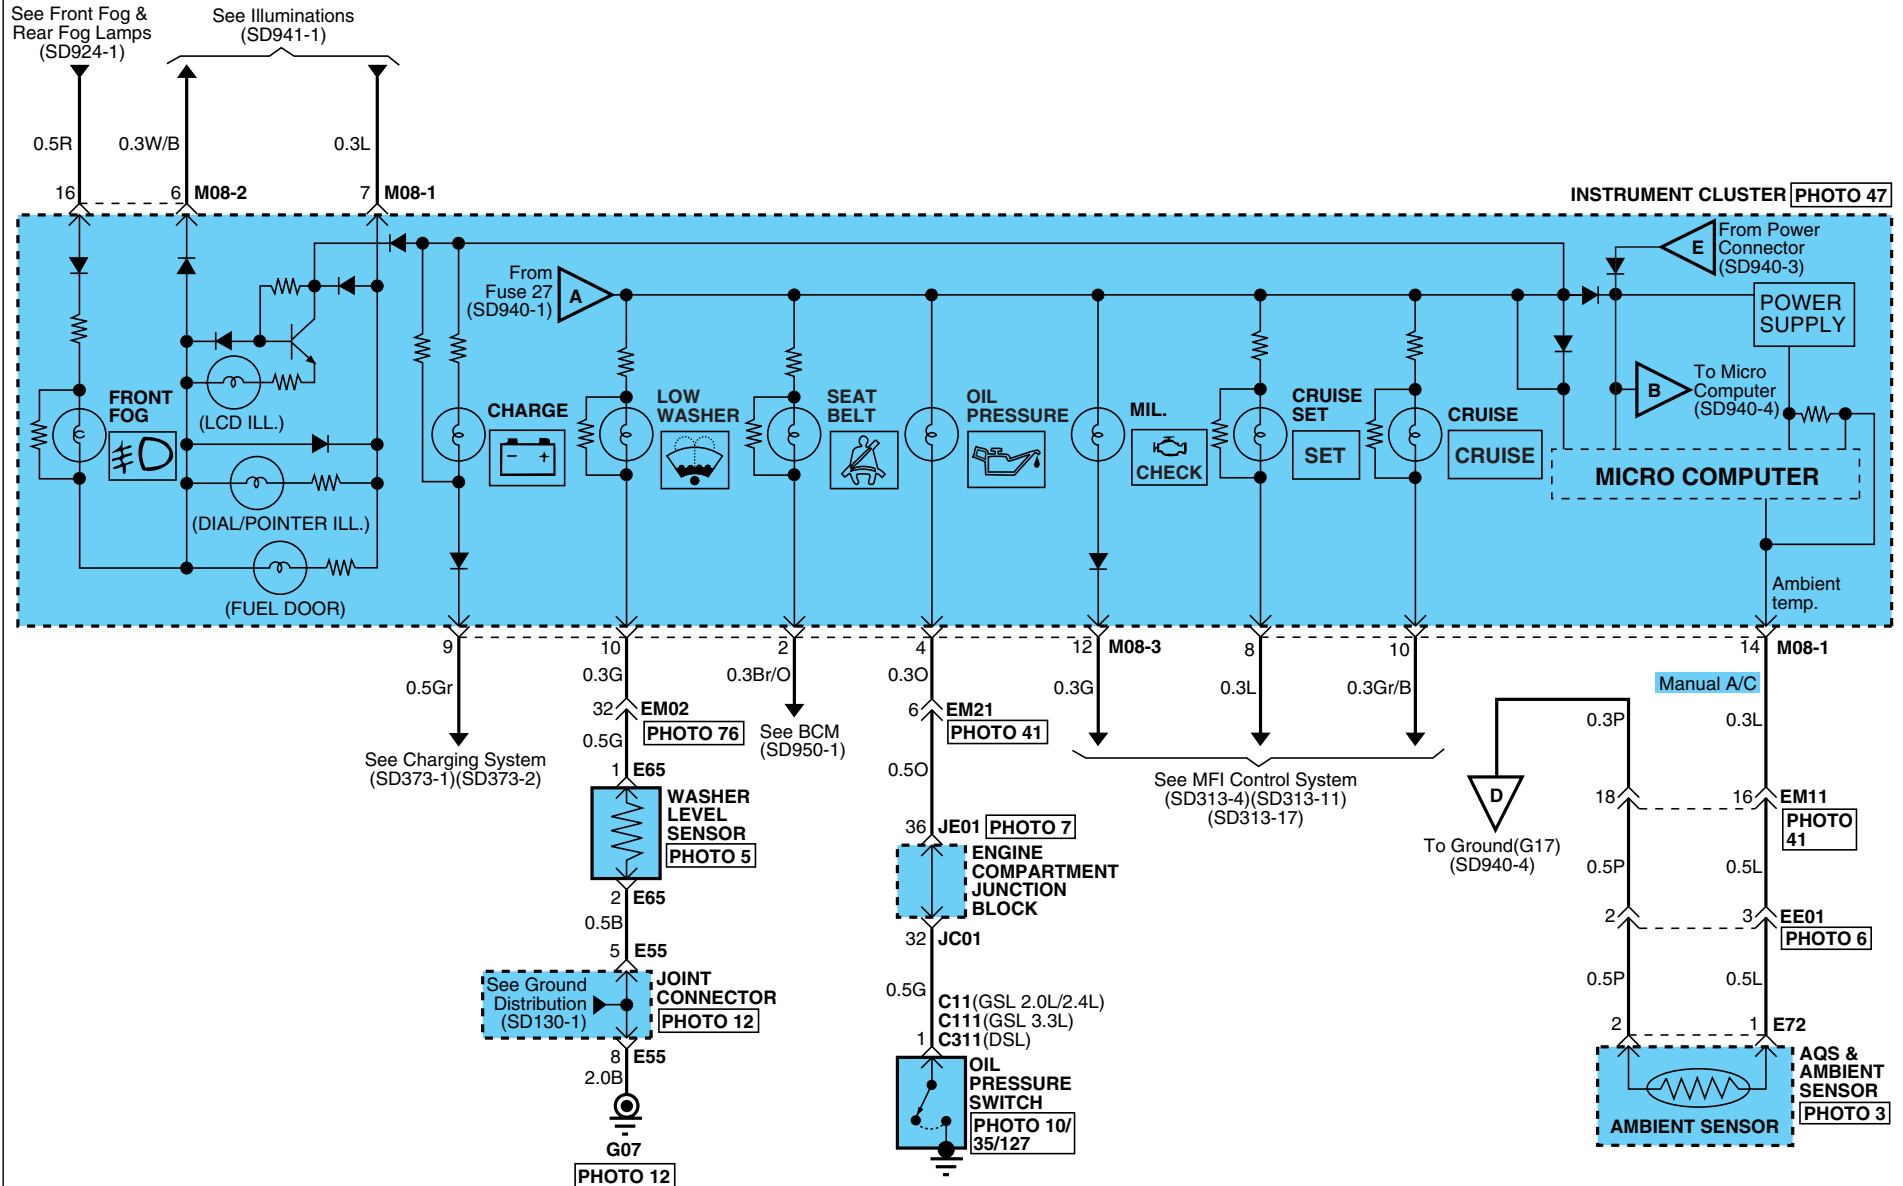 See Front Fog &
Rear Fog Lamps
(SD924-1)
See Illuminations
(SD941-1)
0.5R
0.3W/B
0.3L
16
6
M08-2
7
M08-1
INSTRUMENT CLUSTER
PHOTO 47
E
From Power
Connector
(SD940-3)
From
Fuse 27
(SD940-1)
A
POWER
SUPPLY
B
To Micro
Computer
(SD940-4)
FRONT
FOG
(LCD ILL.)
(DIAL/POINTER ILL.)
(FUEL DOOR)
CHARGE
LOW
WASHER
SEAT
BELT
OIL
PRESSURE
MIL.
CHECK
CRUISE
SET
SET
CRUISE
CRUISE
MICRO COMPUTER
Ambient
temp.
9
10
2
4
12
M08-3
8
10
14
M08-1
0.5Gr
0.3G
0.3Br/O
0.3O
0.3G
0.3L
0.3Gr/B
Manual A/C
0.3P
0.3L
32
EM02
PHOTO 76
0.5G
See BCM
(SD950-1)
6
EM21
PHOTO 41
0.5O
See Charging System
(SD373-1)(SD373-2)
See MFI Control System
(SD313-4)(SD313-11)
(SD313-17)
D
To Ground(G17)
(SD940-4)
18
16
EM11
PHOTO
41
0.5P
0.5L
1
E65
WASHER
LEVEL
SENSOR
PHOTO 5
2
E65
0.5B
5
E55
36
JE01
PHOTO 7
ENGINE
COMPARTMENT
JUNCTION
BLOCK
32
JC01
2
3
EE01
PHOTO 6
0.5P
0.5L
See Ground
Distribution
(SD130-1)
JOINT
CONNECTOR
PHOTO 12
8
E55
2.0B
G07
PHOTO 12
0.5G
C11(GSL 2.0L/2.4L)
C111(GSL 3.3L)
1
C311(DSL)
OIL
PRESSURE
SWITCH
PHOTO 10/
35/127
2
1
E72
AQS &
AMBIENT
SENSOR
PHOTO 3
AMBIENT SENSOR